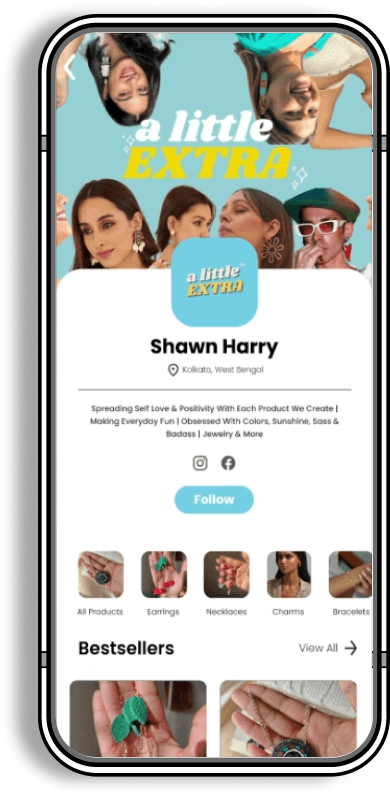 a little
EXTRA
a little™
EXTRA
Shawn Harry
Kolkata, West Bengal
Spreading Self Love & Positivity With Each Product We Create |
Making Everyday Fun | Obsessed With Colors, Sunshine, Sass &
Badass | Jewelry & More
Follow
All Products Earrings Necklaces Charms Bracelets
Bestsellers View All